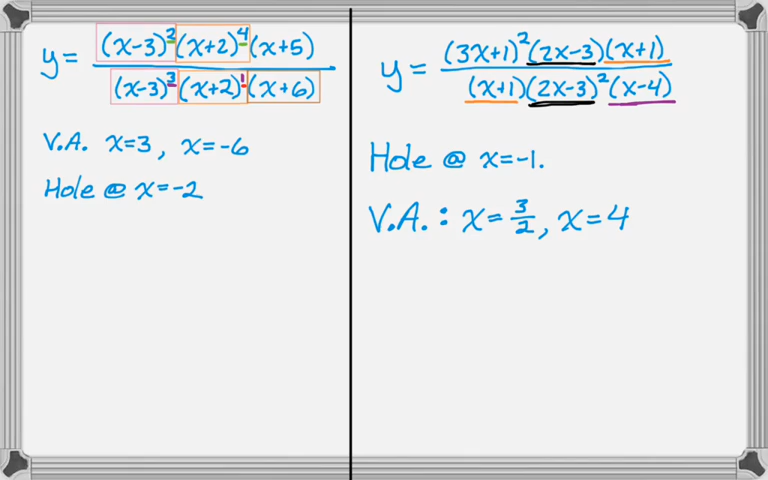 y = (x-3)²(x+2)⁴(x+5)
(x-3)³(x+2)¹(x+6)
V.A. x=3, x=-6
Hole @ x=-2
y = (3x+1)²(2x-3)(x+1)
(x+1)(2x-3)²(x-4)
Hole @ x=-1.
V.A.: x=3/2, x=4